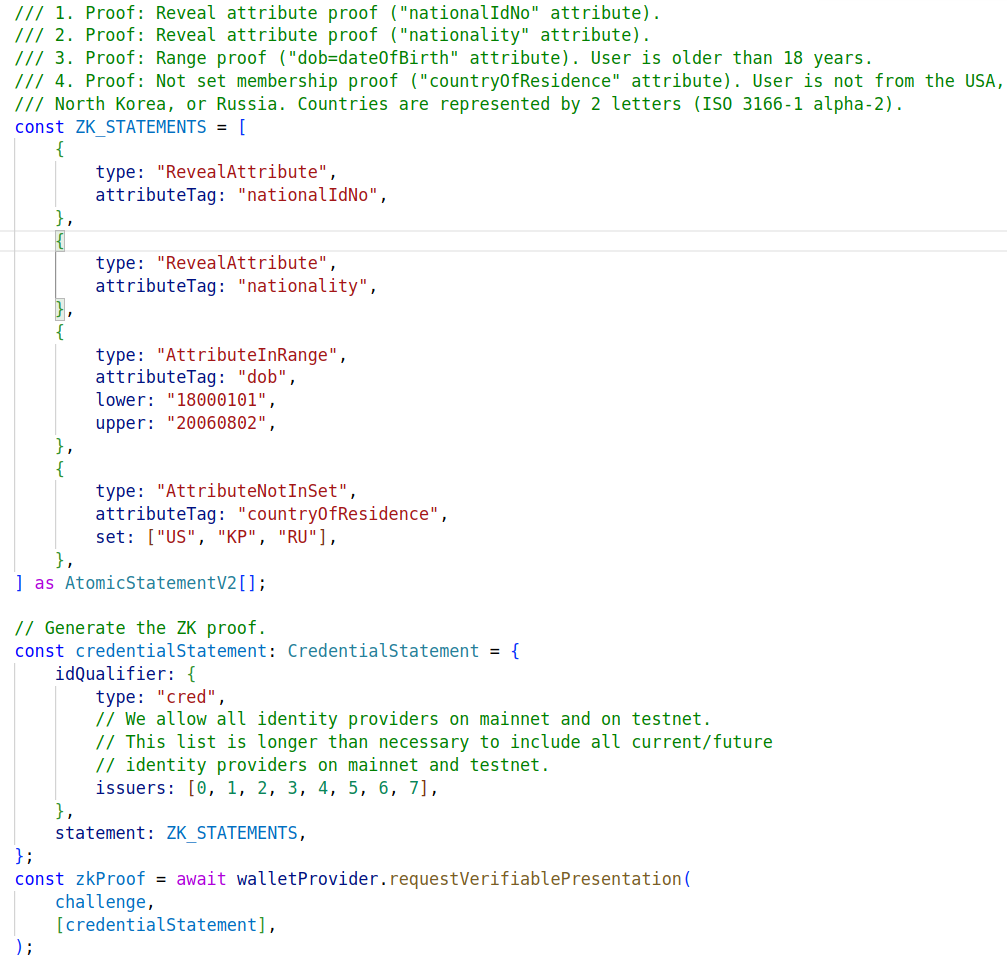 /// 1. Proof: Reveal attribute proof ("nationalIdNo" attribute).
/// 2. Proof: Reveal attribute proof ("nationality" attribute).
/// 3. Proof: Range proof ("dob=dateOfBirth" attribute). User is older than 18 years.
/// 4. Proof: Not set membership proof ("countryOfResidence" attribute). User is not from the USA,
/// North Korea, or Russia. Countries are represented by 2 letters (ISO 3166-1 alpha-2).
const ZK_STATEMENTS = [
    {
        type: "RevealAttribute",
        attributeTag: "nationalIdNo",
    },
    {
        type: "RevealAttribute",
        attributeTag: "nationality",
    },
    {
        type: "AttributeInRange",
        attributeTag: "dob",
        lower: "18000101",
        upper: "20060802",
    },
    {
        type: "AttributeNotInSet",
        attributeTag: "countryOfResidence",
        set: ["US", "KP", "RU"],
    },
] as AtomicStatementV2[];

// Generate the ZK proof.
const credentialStatement: CredentialStatement = {
    idQualifier: {
        type: "cred",
        // We allow all identity providers on mainnet and on testnet.
        // This list is longer than necessary to include all current/future
        // identity providers on mainnet and testnet.
        issuers: [0, 1, 2, 3, 4, 5, 6, 7],
    },
    statement: ZK_STATEMENTS,
};
const zkProof = await walletProvider.requestVerifiablePresentation(
    challenge,
    [credentialStatement],
);